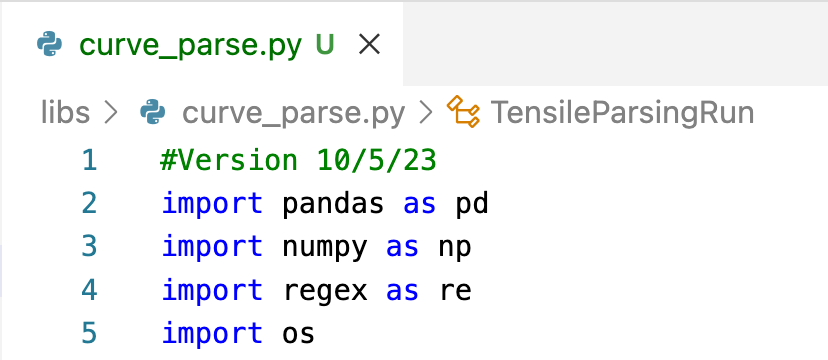 curve_parse.py U ×
libs > curve_parse.py > TensileParsingRun
1 #Version 10/5/23
2 import pandas as pd
3 import numpy as np
4 import regex as re
5 import os